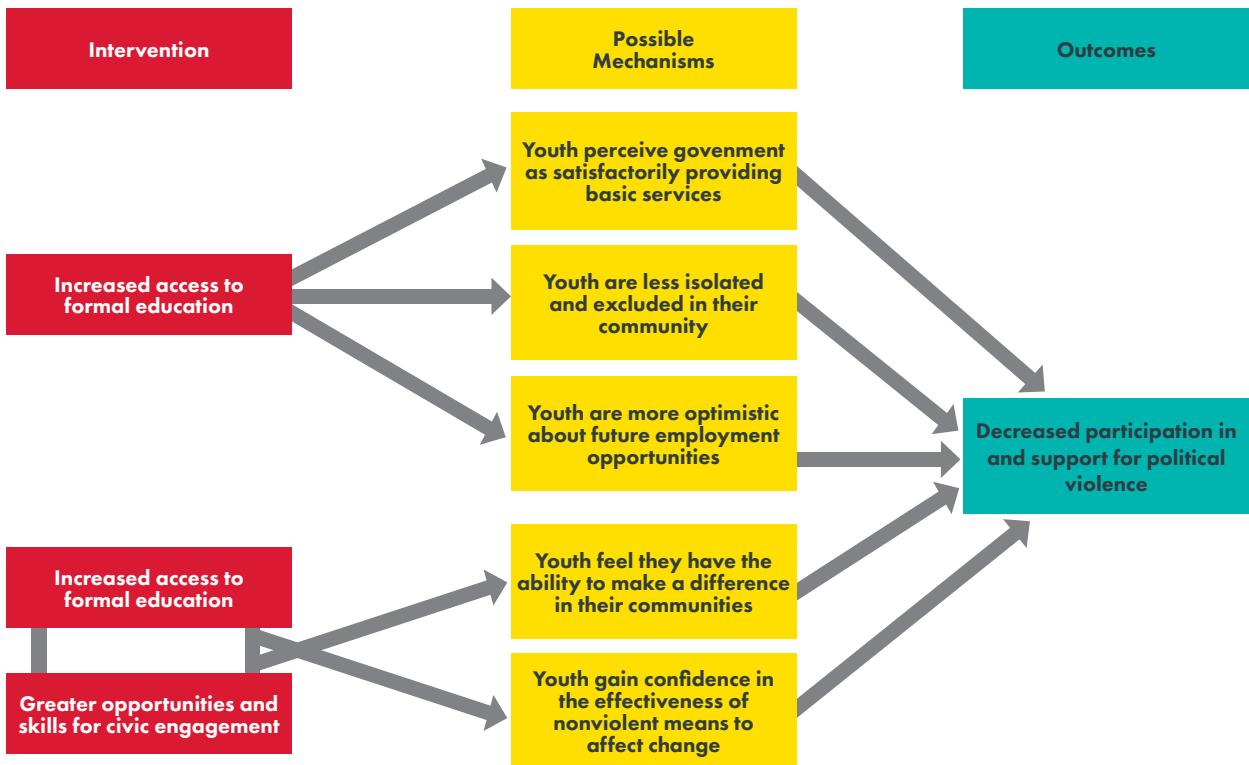 Intervention
Possible
Mechanisms
Outcomes
Youth perceive govenment
as satisfactorily providing
basic services
Increased access to
formal education
Youth are less isolated
and excluded in their
community
Youth are more optimistic
about future employment
opportunities
Decreased participation in
and support for political
violence
Increased access to
formal education
Youth feel they have the
ability to make a difference
in their communities
Greater opportunities and
skills for civic engagement
Youth gain confidence in
the effectiveness of
nonviolent means to
affect change